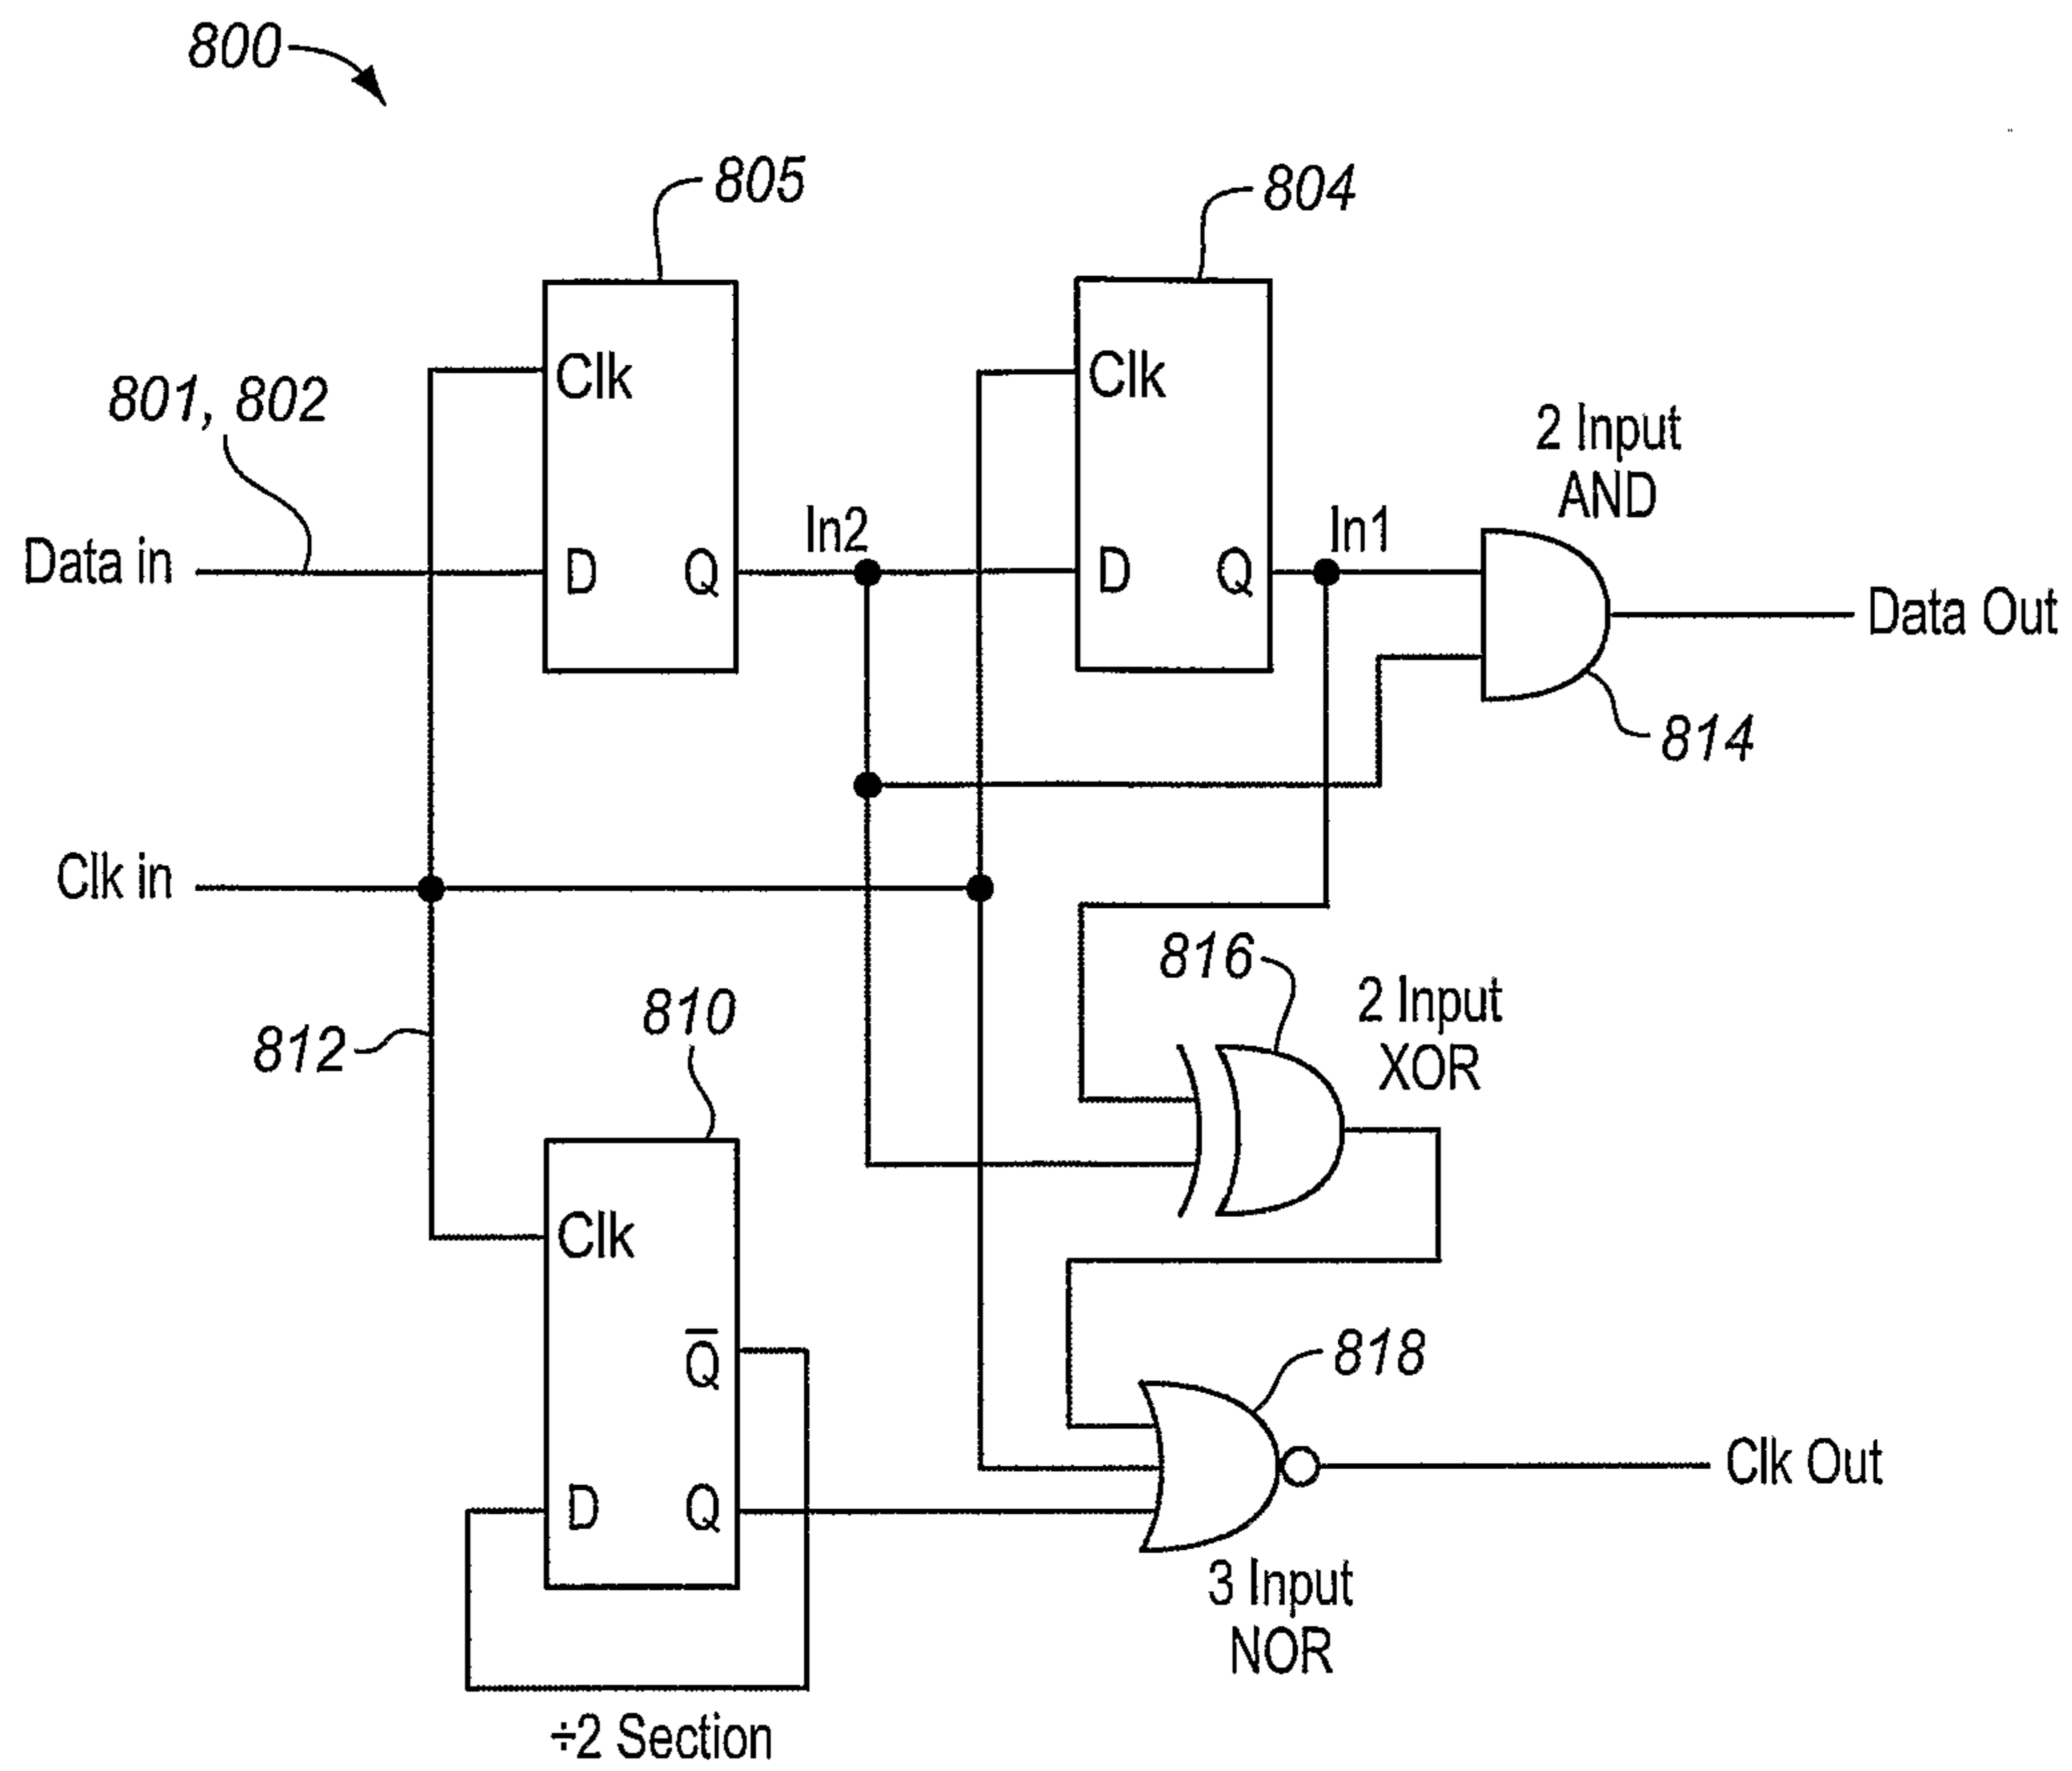 800
805
804
Clk
Clk
801, 802
2 Input
AND
In2
In1
Data in
D
Q
D
Q
Data Out
814
Clk in
816
2 Input
XOR
810
812
Clk
Q̅
818
D
Q
Clk Out
3 Input
NOR
÷2 Section